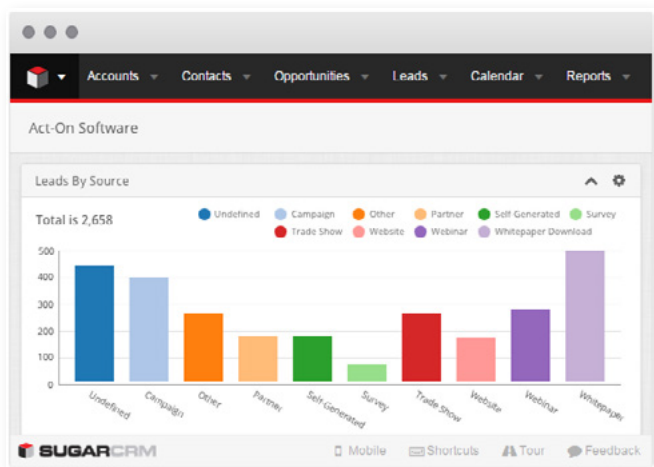 Accounts Contacts Opportunities Leads Calendar Reports
Act-On Software
Leads By Source
Total is 2,658
Undefined Campaign Other Partner Self Generated Survey
Trade Show Website Webinar Whitepaper Download
500
400
300
200
100
0
Undefined Campaign Other Partner Self-Generated Survey Trade Show Website Webinar Whitepaper
SUGARCRM Mobile Shortcuts Tour Feedback